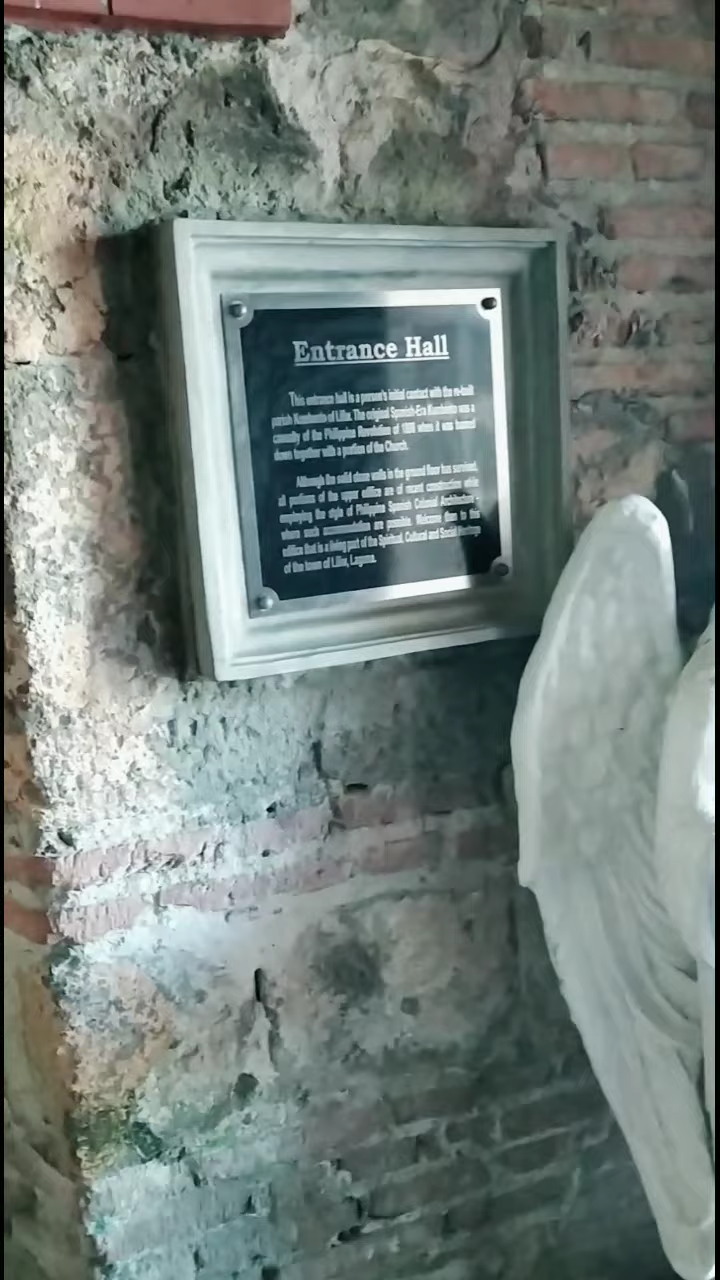 Entrance Hall
This entrance hall is a person's initial contact with the re-built
parish Kumbento of Liliw. The original Spanish-Era Kumbento was a
casualty of the Philippine Revolution of 1898 when it was burned
down together with a portion of the Church.
Although the solid stone walls in the ground floor has survived,
all portions of the upper edifice are of recent construction while
employing the style of Philippine Spanish Colonial Architecture -
where such accommodation are possible. Welcome then to this
edifice that is a living part of the Spiritual, Cultural and Social Heritage
of the town of Liliw, Laguna.